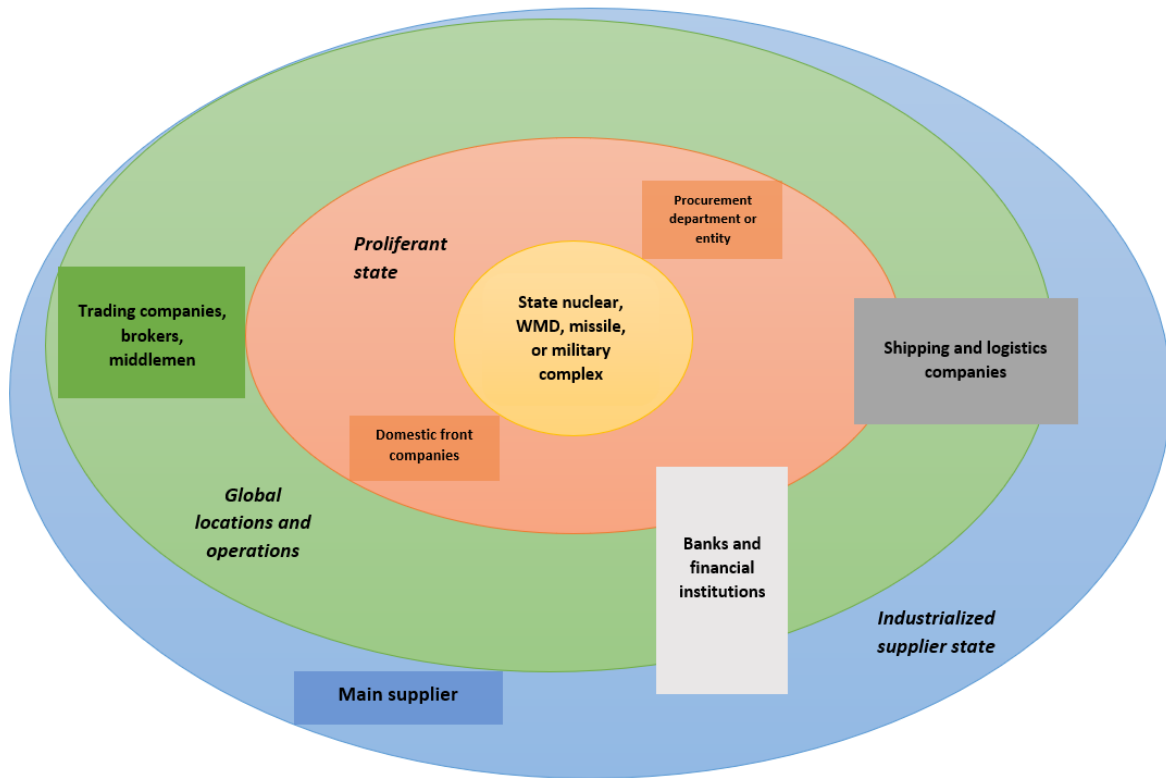 Procurement
department or
entity
Proliferant
state
State nuclear,
WMD, missile,
or military
complex
Trading companies,
brokers,
middlemen
Shipping and logistics
companies
Domestic front
companies
Global
locations and
operations
Banks and
financial
institutions
Industrialized
supplier state
Main supplier